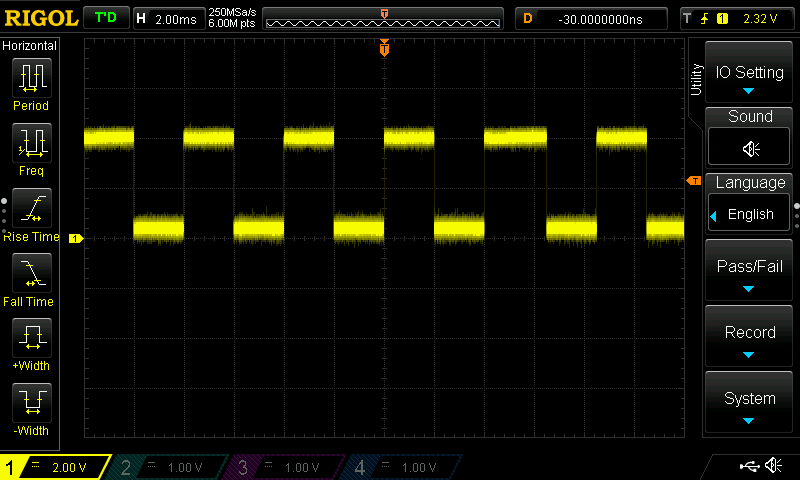 RIGOL T'D H 2.00ms 250MSa/s
6.00M pts T D -30.0000000ns T 1 2.32 V
Horizontal
Period
Freq
Rise Time
Fall Time
+Width
-Width
T
T
1
Utility
IO Setting
Sound
Language
English
Pass/Fail
Record
System
1 2.00 V 2 1.00 V 3 1.00 V 4 1.00 V